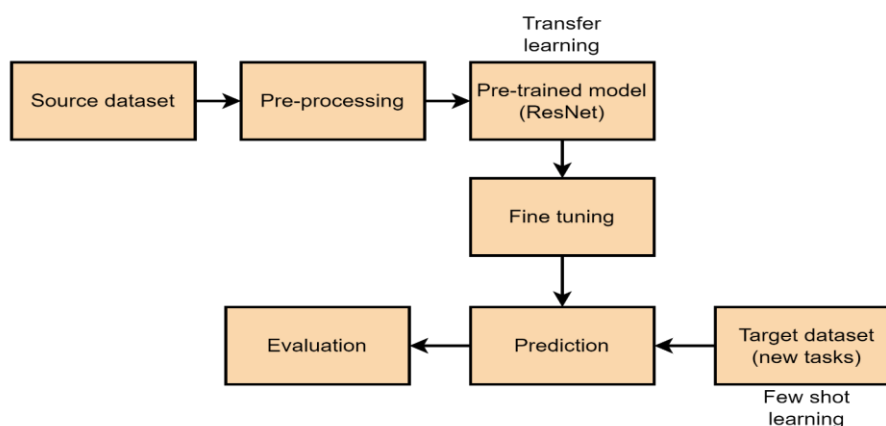 Transfer
learning
Source dataset
Pre-processing
Pre-trained model
(ResNet)
Fine tuning
Evaluation
Prediction
Target dataset
(new tasks)
Few shot
learning